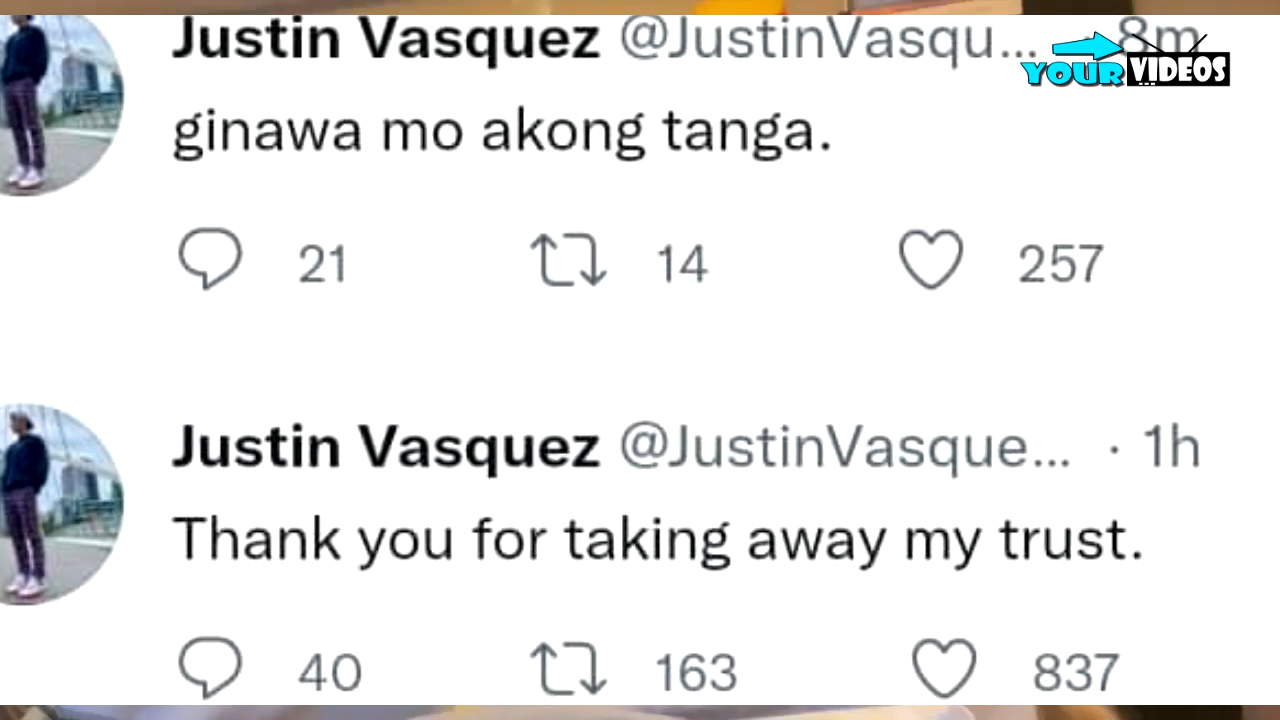 Justin Vasquez @JustinVasqu... · 8m
YOUR VIDEOS
ginawa mo akong tanga.
21 14 257
Justin Vasquez @JustinVasque... · 1h
Thank you for taking away my trust.
40 163 837